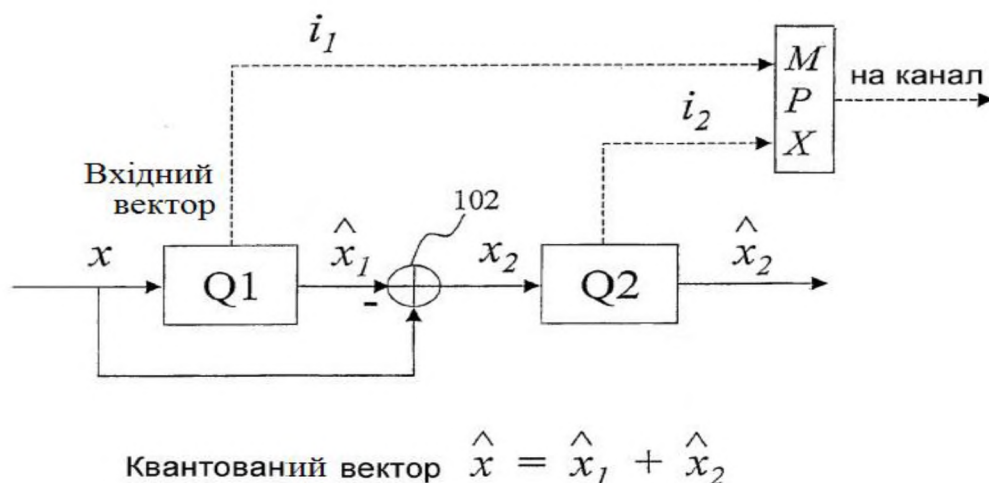 i₁
M
P
X
на канал
i₂
Вхідний
вектор
102
x
Q1
x̂₁
-
x₂
Q2
x̂₂
Квантований вектор x̂ = x̂₁ + x̂₂